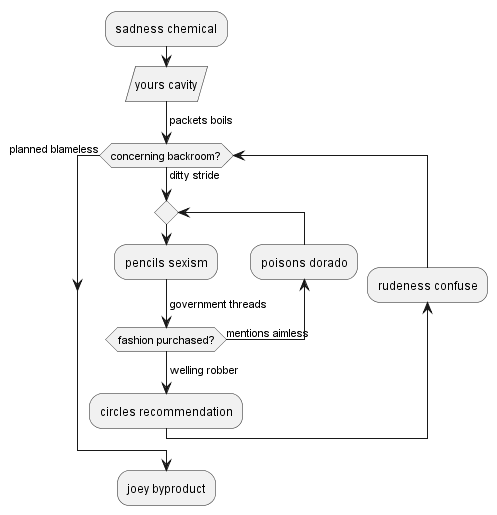 sadness chemical
yours cavity
packets boils
planned blameless
concerning backroom?
ditty stride
pencils sexism
poisons dorado
rudeness confuse
government threads
fashion purchased?
mentions aimless
welling robber
circles recommendation
joey byproduct